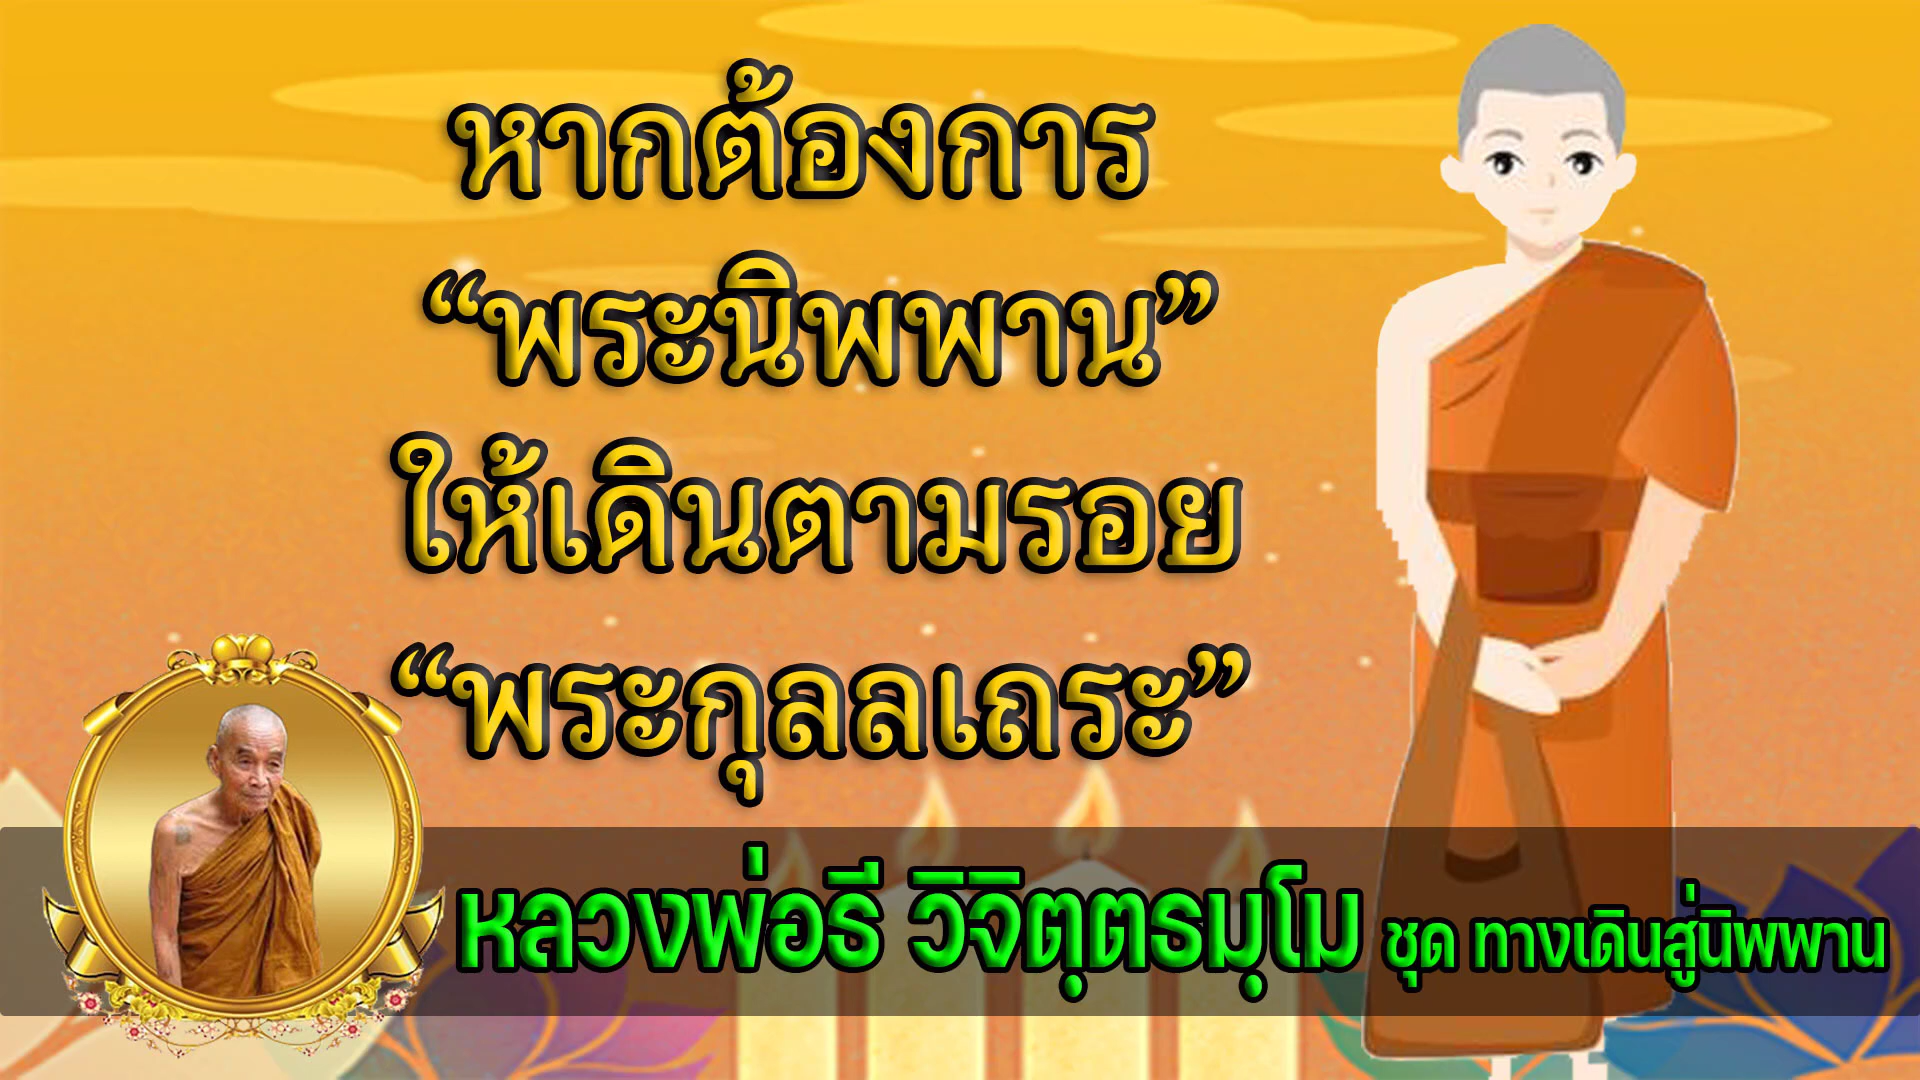 หากต้องการ
“พระนิพพาน”
ให้เดินตามรอย
“พระกุลลเถระ”
หลวงพ่อธี วิจิตฺตธมฺโม ชุด ทางเดินสู่นิพพาน